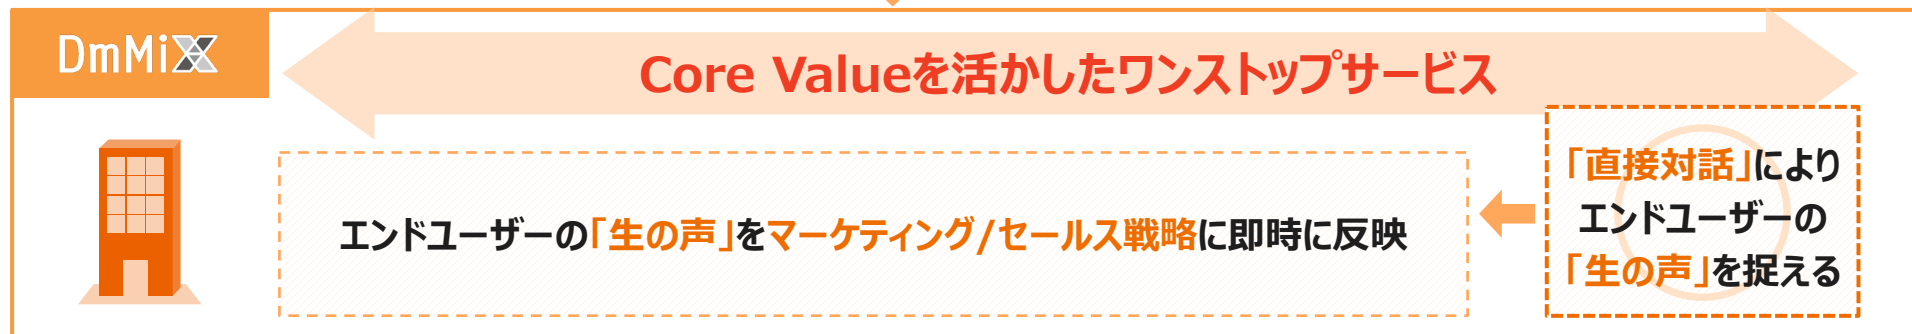 DmMiX
Core Valueを活かしたワンストップサービス
エンドユーザーの「生の声」をマーケティング/セールス戦略に即時に反映
「直接対話」により
エンドユーザーの
「生の声」を捉える